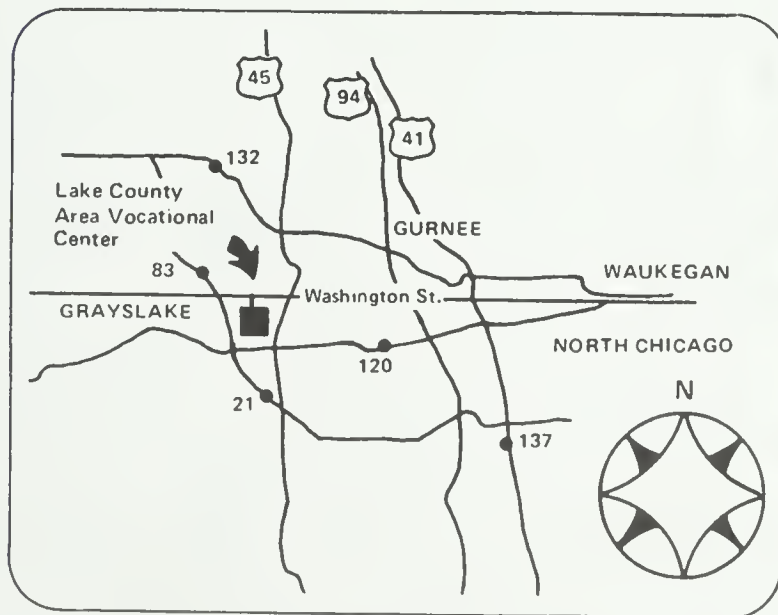 45
94
41
132
Lake County
Area Vocational
Center
GURNEE
83
WAUKEGAN
Washington St.
GRAYSLAKE
NORTH CHICAGO
120
N
21
137